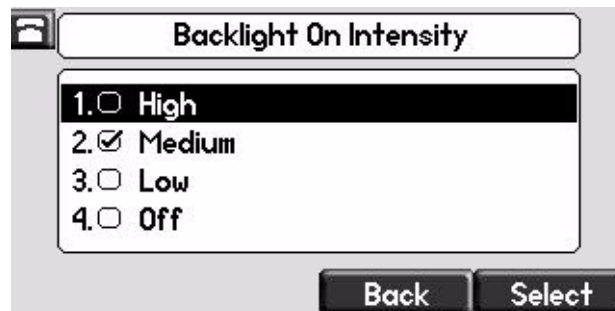 Backlight On Intensity
1. High
2. Medium
3. Low
4. Off
Back Select